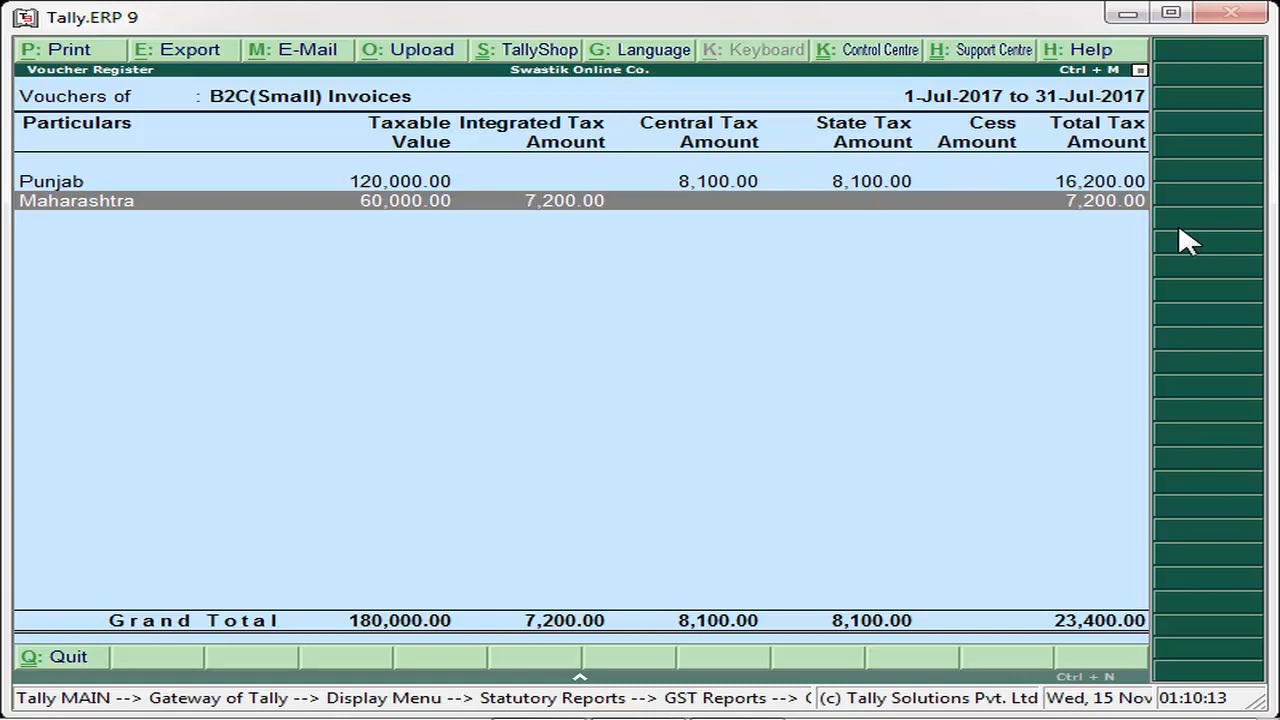 Tally.ERP 9
P: Print E: Export M: E-Mail O: Upload S: TallyShop G: Language K: Keyboard K: Control Centre H: Support Centre H: Help
Voucher Register Swastik Online Co. Ctrl + M
Vouchers of : B2C(Small) Invoices 1-Jul-2017 to 31-Jul-2017
Particulars Taxable Integrated Tax Central Tax State Tax Cess Total Tax
Value Amount Amount Amount Amount Amount
Punjab 120,000.00 8,100.00 8,100.00 16,200.00
Maharashtra 60,000.00 7,200.00 7,200.00
Grand Total 180,000.00 7,200.00 8,100.00 8,100.00 23,400.00
Q: Quit
Ctrl + N
Tally MAIN --> Gateway of Tally --> Display Menu --> Statutory Reports --> GST Reports --> (c) Tally Solutions Pvt. Ltd Wed, 15 Nov 01:10:13